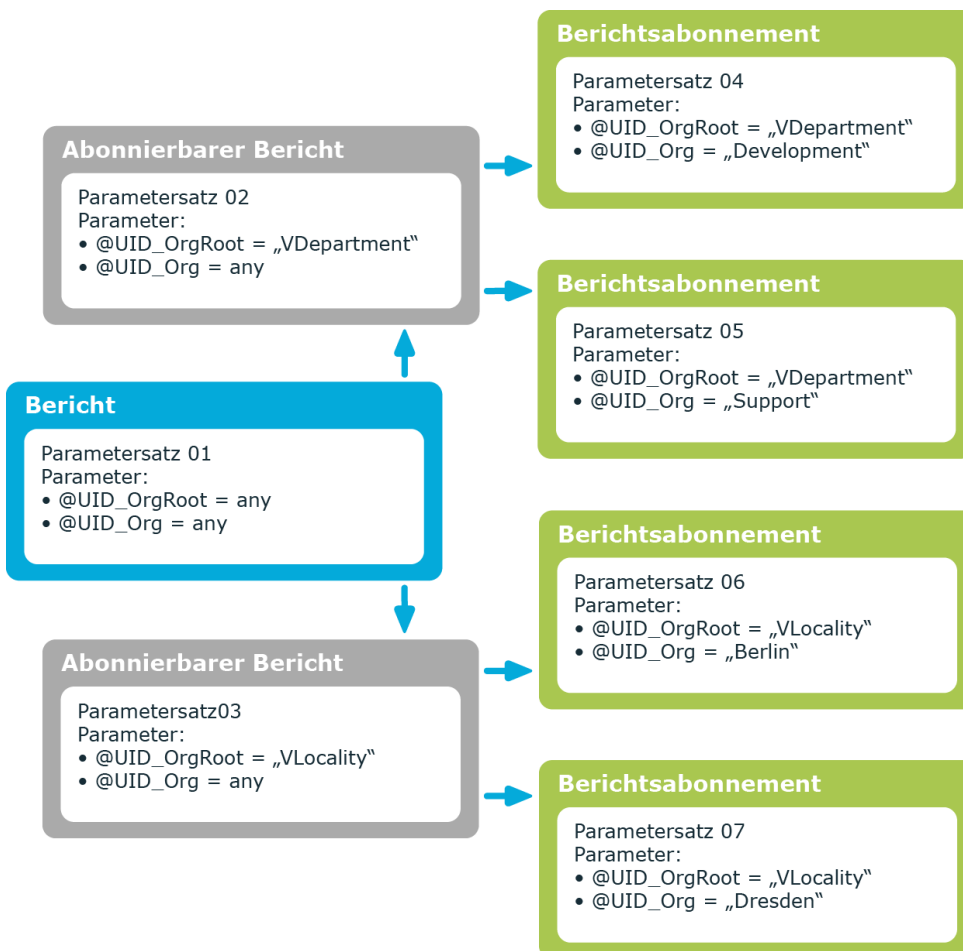 Berichtsabonnement
Parametersatz 04
Parameter:
• @UID_OrgRoot = „VDepartment“
• @UID_Org = „Development“
Abonnierbarer Bericht
Parametersatz 02
Parameter:
• @UID_OrgRoot = „VDepartment“
• @UID_Org = any
Berichtsabonnement
Parametersatz 05
Parameter:
• @UID_OrgRoot = „VDepartment“
• @UID_Org = „Support“
Bericht
Parametersatz 01
Parameter:
• @UID_OrgRoot = any
• @UID_Org = any
Berichtsabonnement
Parametersatz 06
Parameter:
• @UID_OrgRoot = „VLocality“
• @UID_Org = „Berlin“
Abonnierbarer Bericht
Parametersatz03
Parameter:
• @UID_OrgRoot = „VLocality“
• @UID_Org = any
Berichtsabonnement
Parametersatz 07
Parameter:
• @UID_OrgRoot = „VLocality“
• @UID_Org = „Dresden“